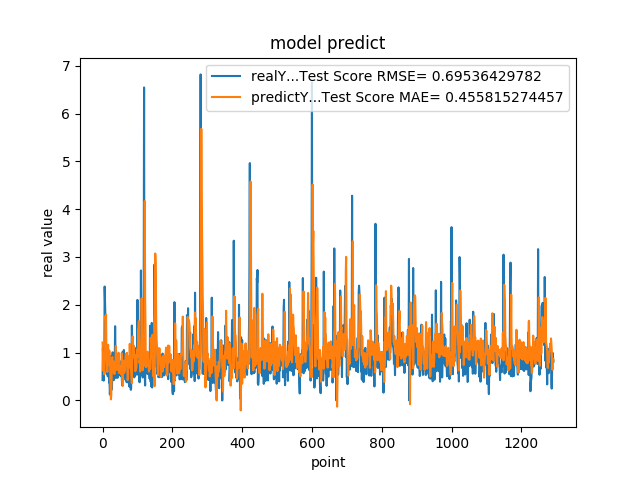 model predict
realY...Test Score RMSE= 0.69536429782
predictY...Test Score MAE= 0.455815274457
7
6
5
4
3
2
1
0
real value
0 200 400 600 800 1000 1200
point